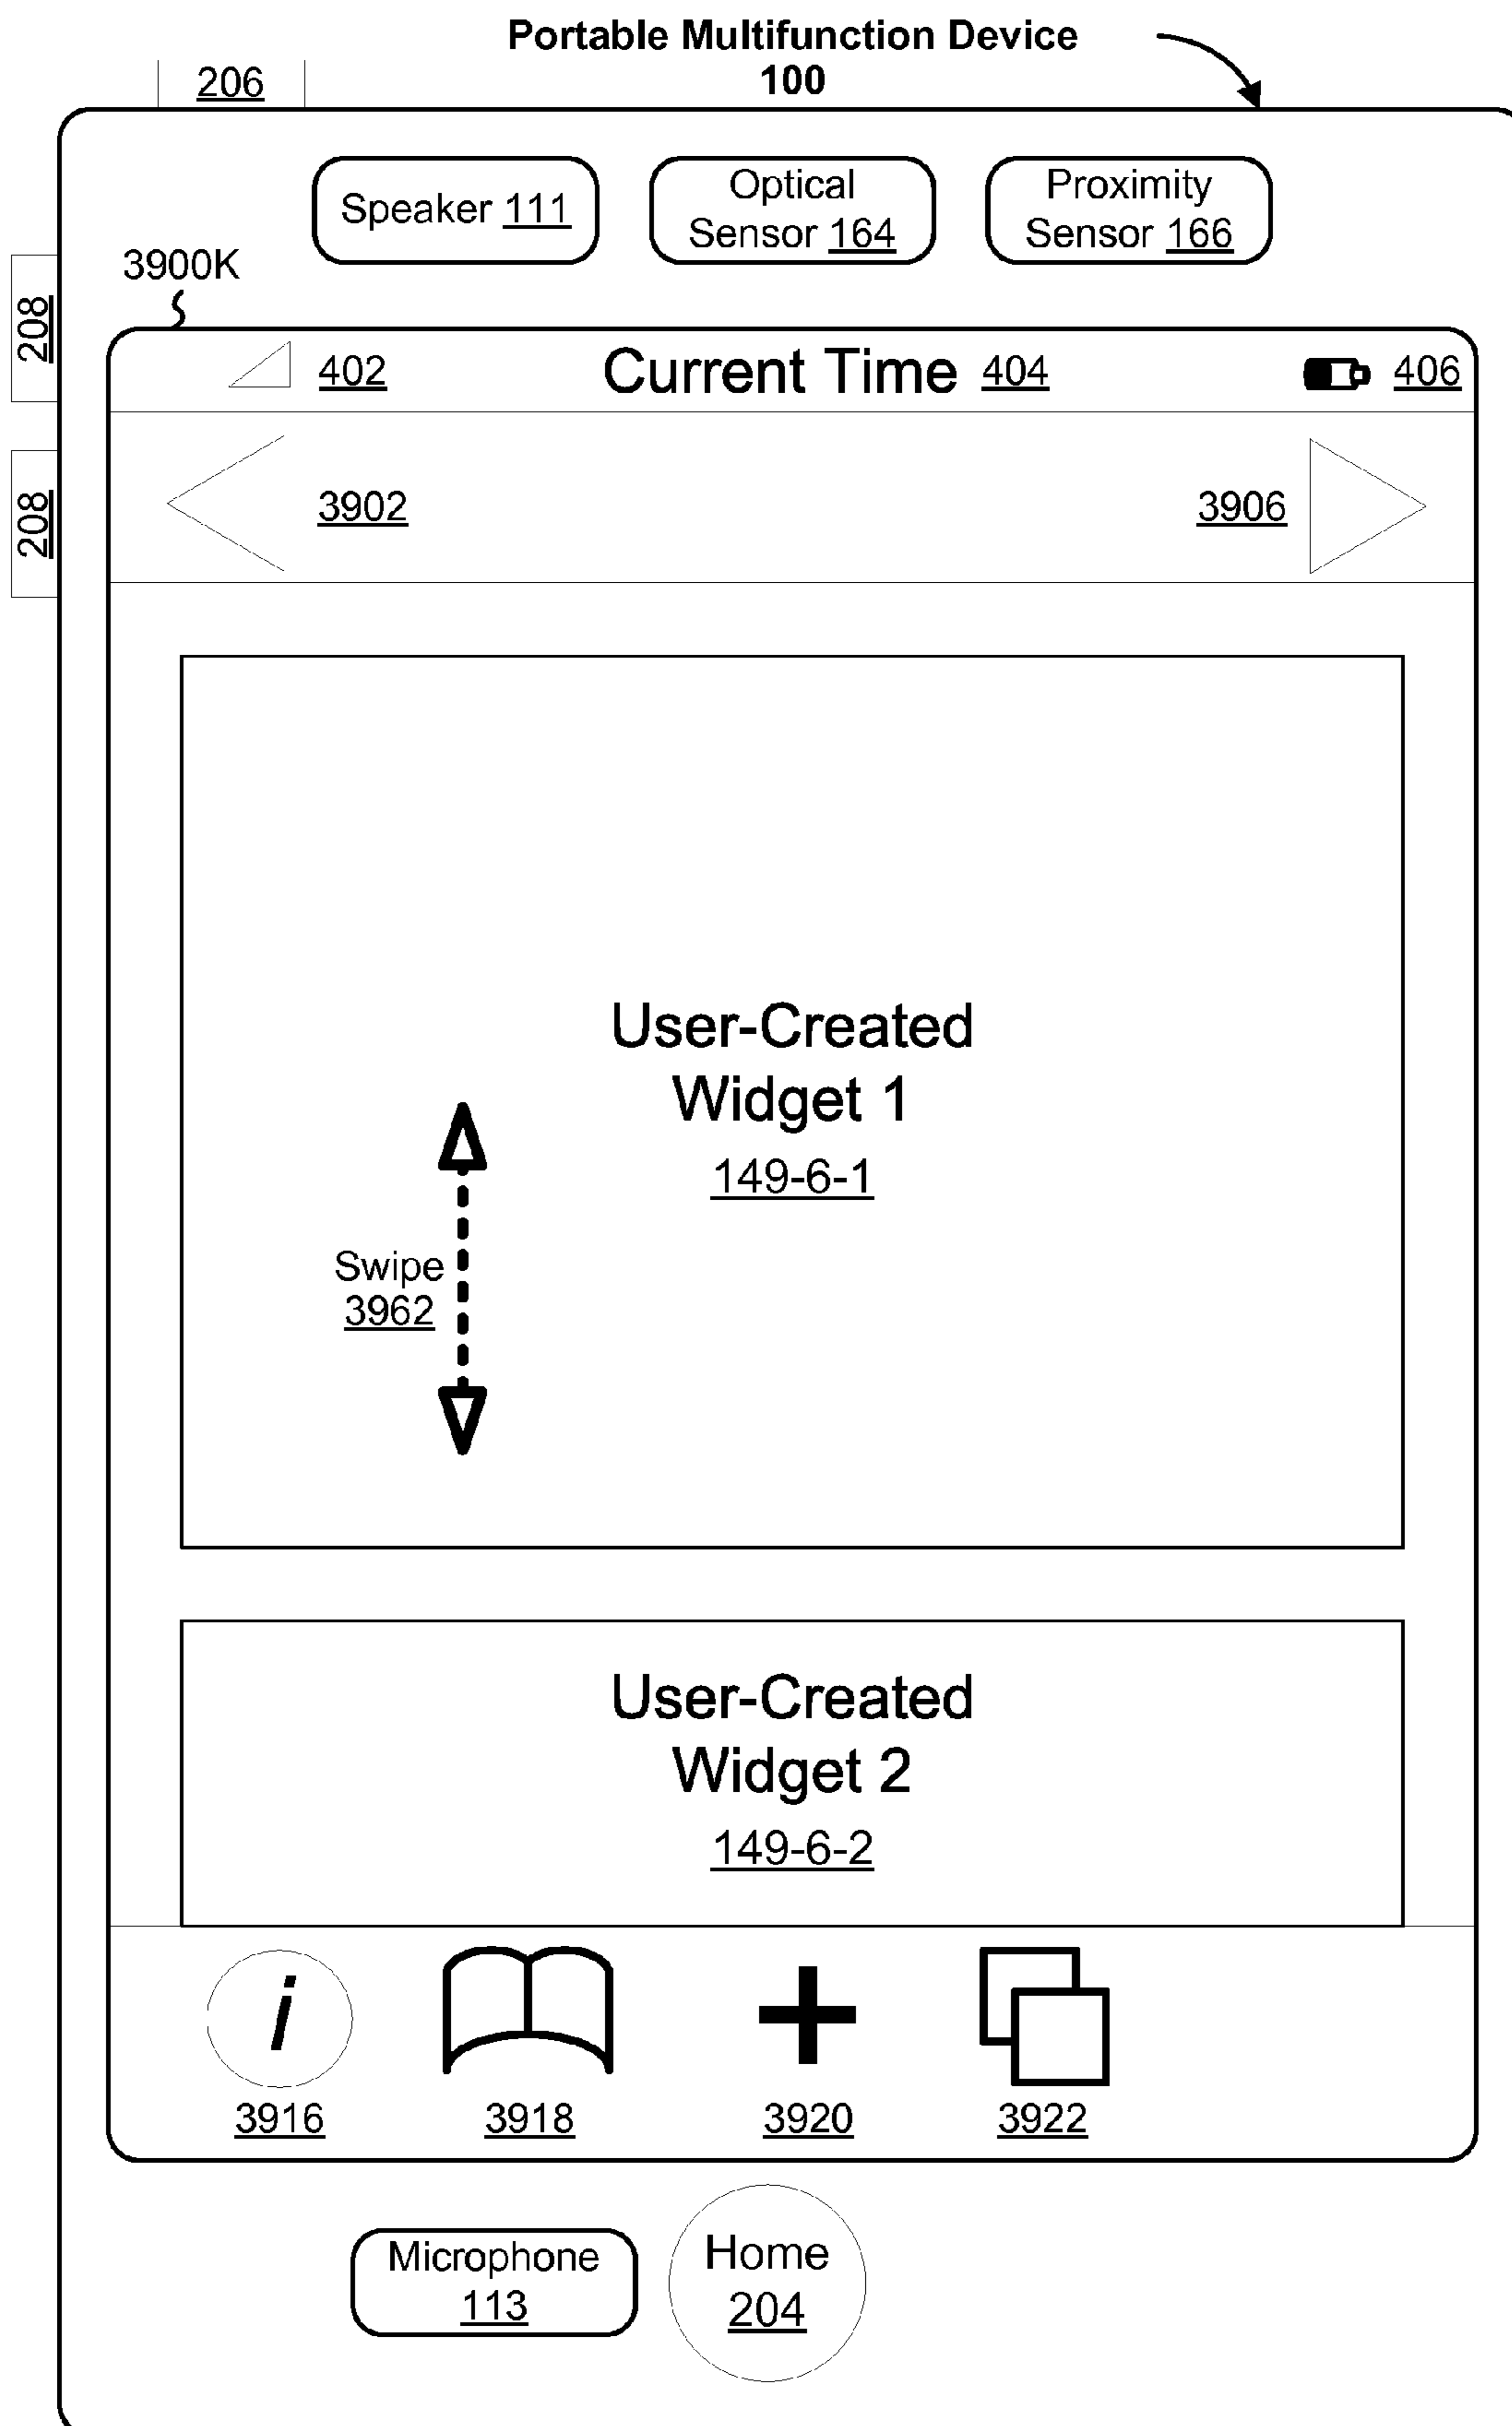 Portable Multifunction Device
100
206
Speaker 111
Optical
Sensor 164
Proximity
Sensor 166
3900K
208
208
402
Current Time 404
406
3902
3906
User-Created
Widget 1
149-6-1
Swipe
3962
User-Created
Widget 2
149-6-2
i
3916
3918
3920
3922
Microphone
113
Home
204